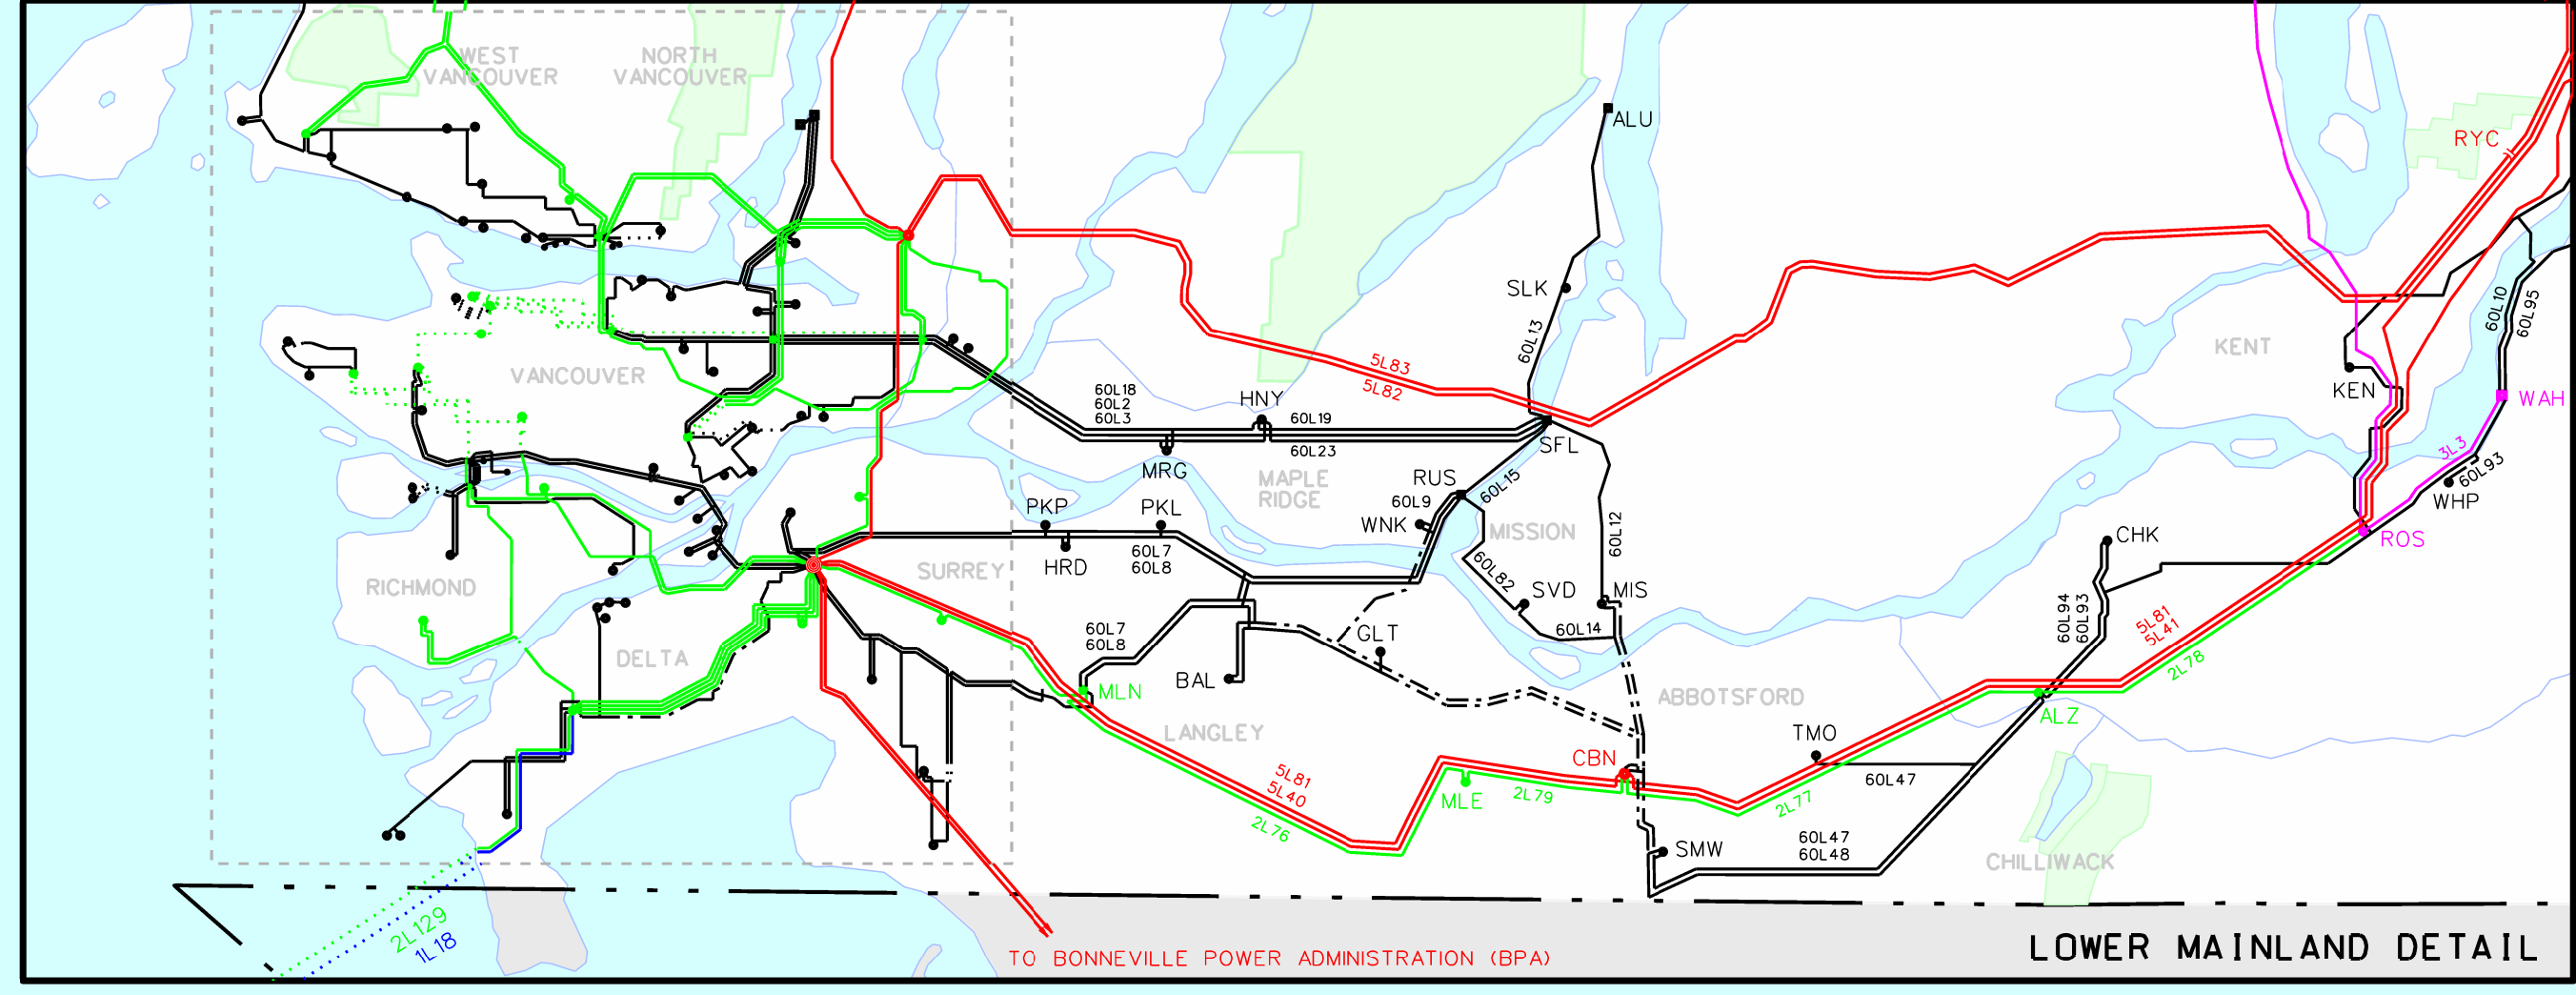 WEST
VANCOUVER
NORTH
VANCOUVER
ALU
RYC
SLK
60L13
60L10
60L95
KENT
5L83
5L82
VANCOUVER
60L18
60L2
60L3
HNY
60L19
60L23
KEN
WAH
MRG
SFL
MAPLE
RIDGE
RUS
60L15
3L3
60L93
WHP
60L9
WNK
MISSION
60L12
PKP
PKL
HRD
60L7
60L8
CHK
ROS
SURREY
RICHMOND
60L82
SVD
MIS
60L94
60L93
60L7
60L8
GLT
60L14
5L81
5L41
2L78
DELTA
BAL
MLN
ABBOTSFORD
ALZ
LANGLEY
TMO
CBN
5L81
5L40
2L76
MLE
2L79
60L47
2L77
60L47
60L48
SMW
CHILLIWACK
2L129
1L18
TO BONNEVILLE POWER ADMINISTRATION (BPA)
LOWER MAINLAND DETAIL